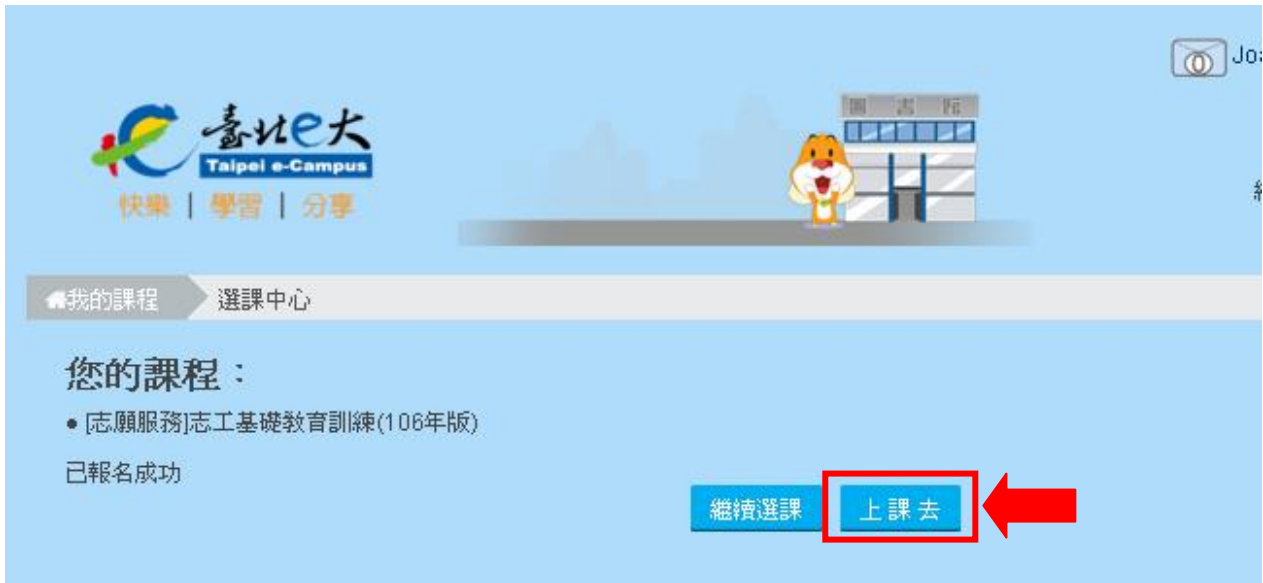 0
臺北e大
Taipei e-Campus
快樂 | 學習 | 分享
圖書館
我的課程
選課中心
您的課程：
● [志願服務]志工基礎教育訓練(106年版)
已報名成功
繼續選課
上課去